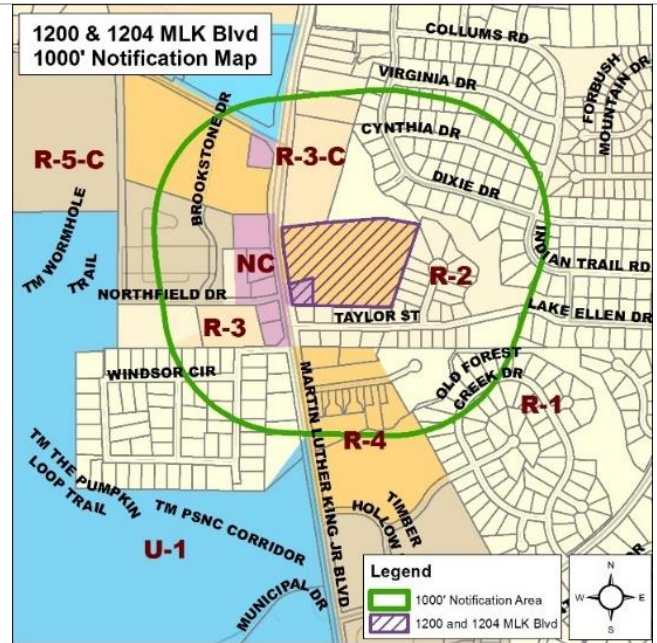 1200 & 1204 MLK Blvd
1000' Notification Map
COLLUMS RD
VIRGINIA DR
FORBUSH
MOUNTAIN DR
CYNTHIA DR
BROOKSTONE DR
R-3-C
R-5-C
DIXIE DR
TM WORMHOLE
TRAIL
INDIAN TRAIL RD
NC
R-2
NORTHFIELD DR
TAYLOR ST
LAKE ELLEN DR
R-3
WINDSOR CIR
OLD FOREST
CREEK DR
R-1
MARTIN LUTHER KING JR BLVD
R-4
TM THE PUMPKIN
LOOP TRAIL
TM PSNC CORRIDOR
TIMBER
HOLLOW
U-1
MUNICIPAL DR
DR
Legend
1000' Notification Area
1200 and 1204 MLK Blvd
N
W
E
S